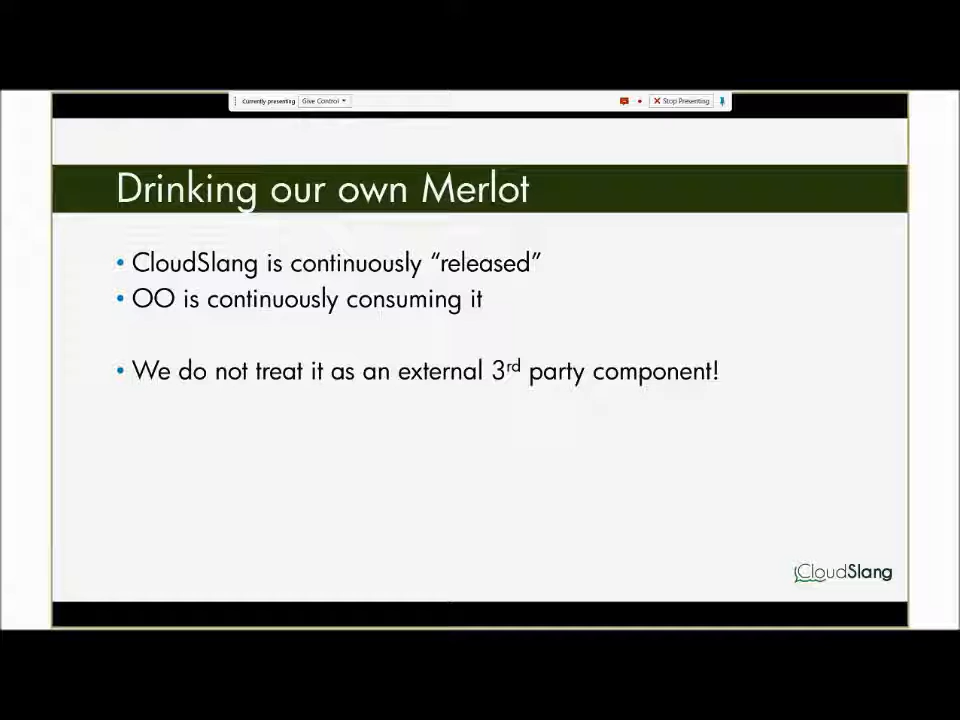 Currently presenting Give Control Stop Presenting
Drinking our own Merlot
• CloudSlang is continuously “released”
• OO is continuously consuming it
• We do not treat it as an external 3rd party component!
CloudSlang